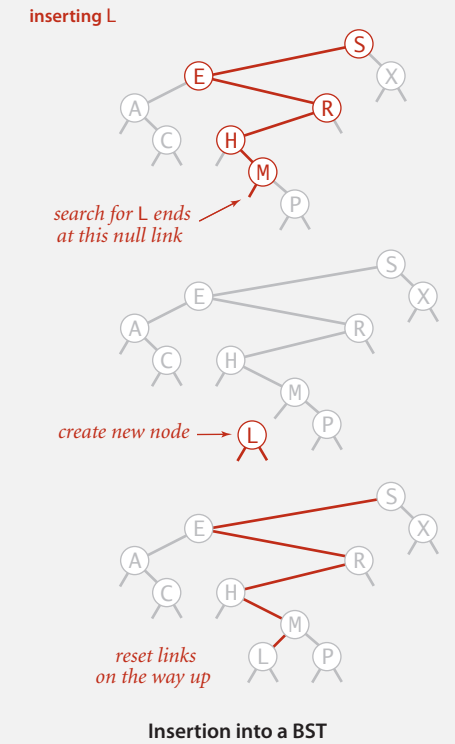 inserting L
S
E
X
A
R
C
H
M
P
search for L ends
at this null link
S
E
X
A
R
C
H
M
P
create new node
L
S
E
X
A
R
C
H
M
L
P
reset links
on the way up
Insertion into a BST